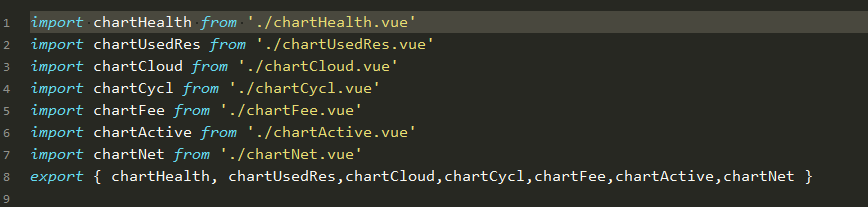 1 import chartHealth from './chartHealth.vue'
2 import chartUsedRes from './chartUsedRes.vue'
3 import chartCloud from './chartCloud.vue'
4 import chartCycl from './chartCycl.vue'
5 import chartFee from './chartFee.vue'
6 import chartActive from './chartActive.vue'
7 import chartNet from './chartNet.vue'
8 export { chartHealth, chartUsedRes,chartCloud,chartCycl,chartFee,chartActive,chartNet }
9